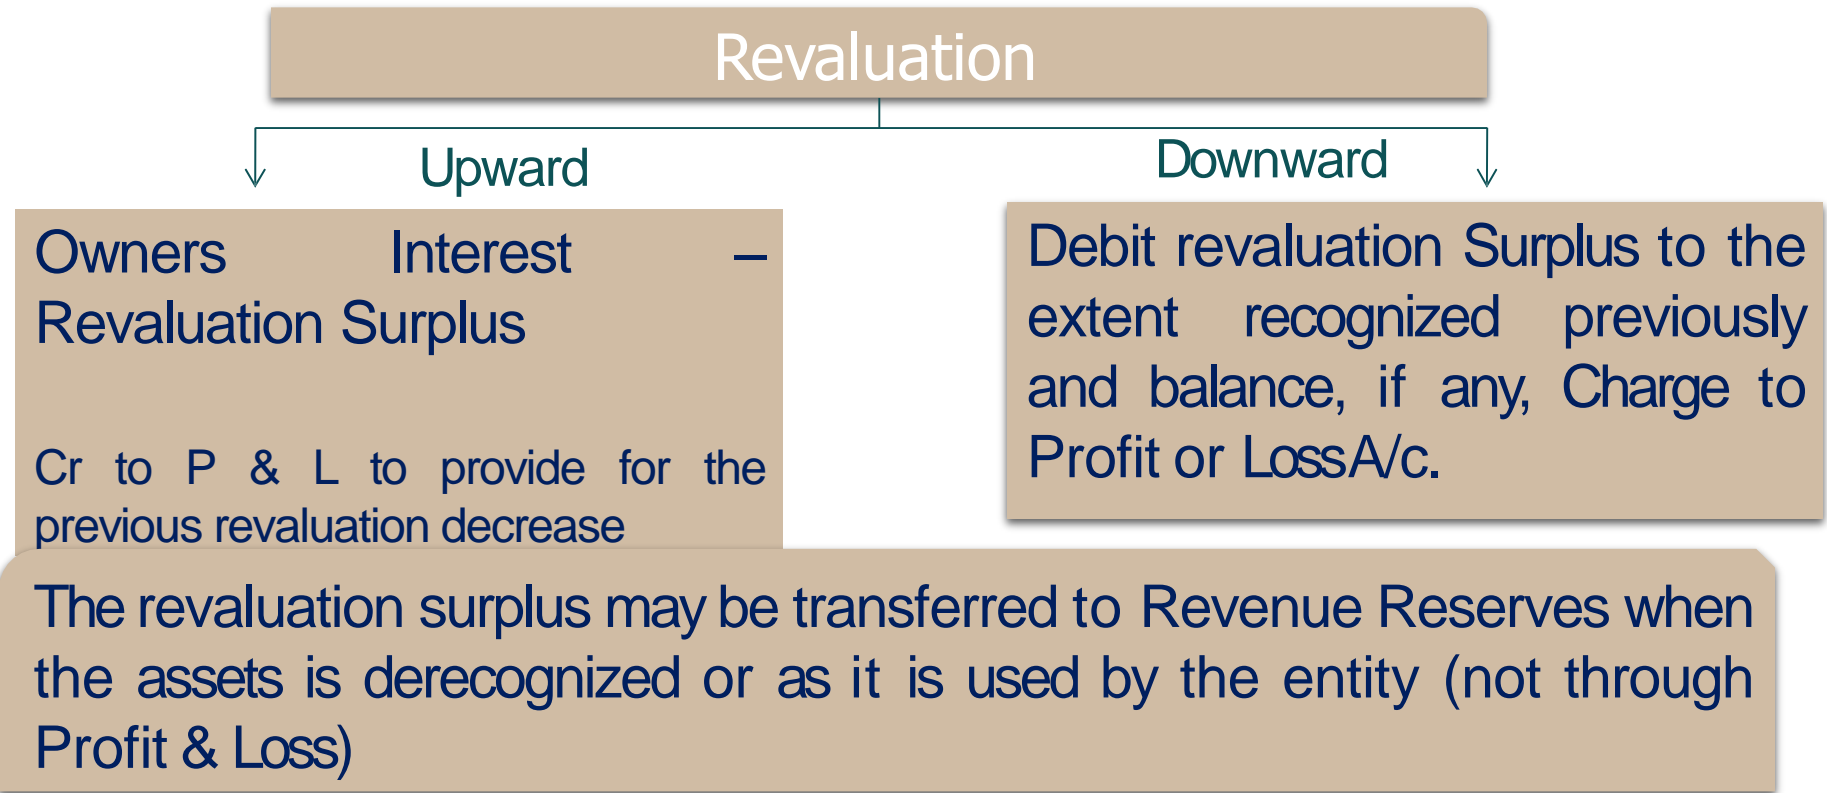 Revaluation
Upward
Downward
Owners Interest –
Revaluation Surplus
Cr to P & L to provide for the
previous revaluation decrease
Debit revaluation Surplus to the
extent recognized previously
and balance, if any, Charge to
Profit or Loss A/c.
The revaluation surplus may be transferred to Revenue Reserves when
the assets is derecognized or as it is used by the entity (not through
Profit & Loss)